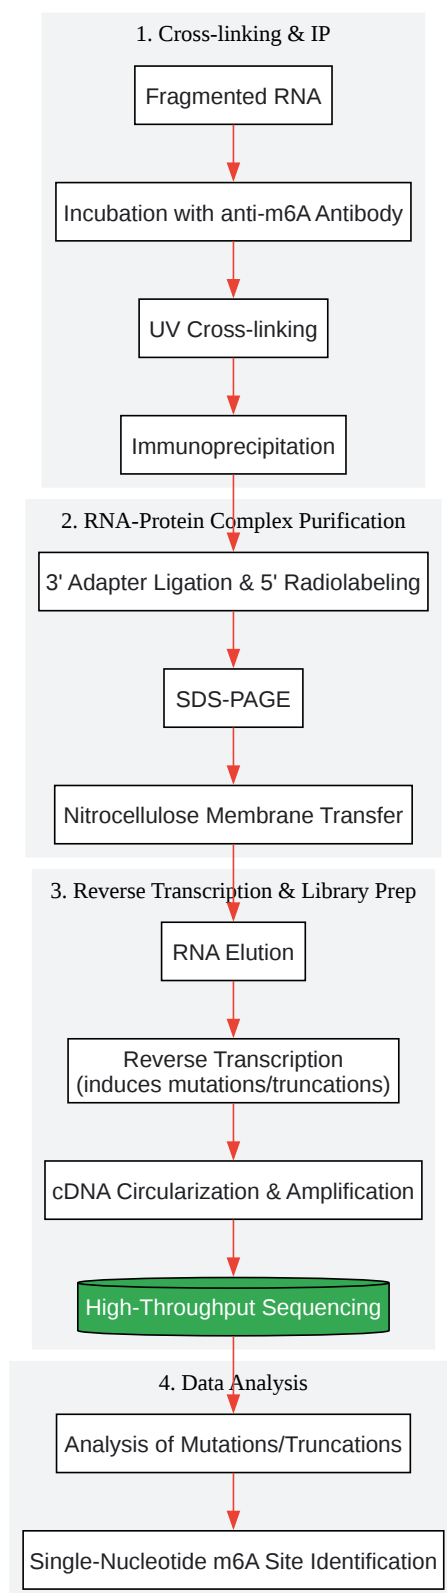 1. Cross-linking & IP
Fragmented RNA
Incubation with anti-m6A Antibody
UV Cross-linking
Immunoprecipitation
2. RNA-Protein Complex Purification
3' Adapter Ligation & 5' Radiolabeling
SDS-PAGE
Nitrocellulose Membrane Transfer
3. Reverse Transcription & Library Prep
RNA Elution
Reverse Transcription
(induces mutations/truncations)
cDNA Circularization & Amplification
High-Throughput Sequencing
4. Data Analysis
Analysis of Mutations/Truncations
Single-Nucleotide m6A Site Identification